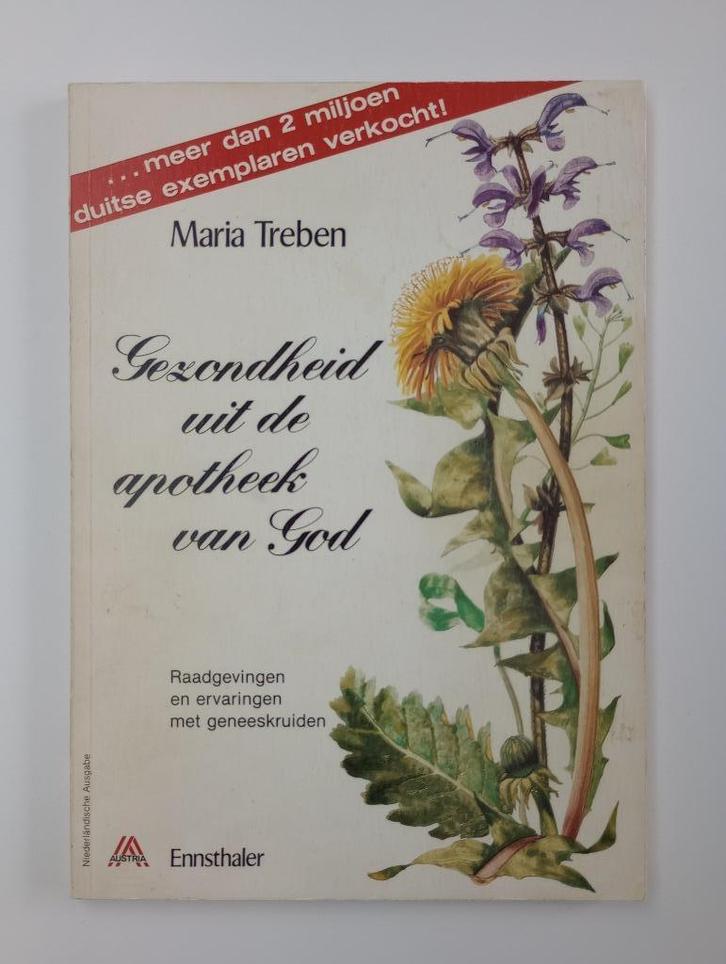 ...meer dan 2 miljoen
duitse exemplaren verkocht!
Maria Treben
Gezondheid
uit de
apotheek
van God
Raadgevingen
en ervaringen
met geneeskruiden
Niederländische Ausgabe
AUSTRIA
Ennsthaler